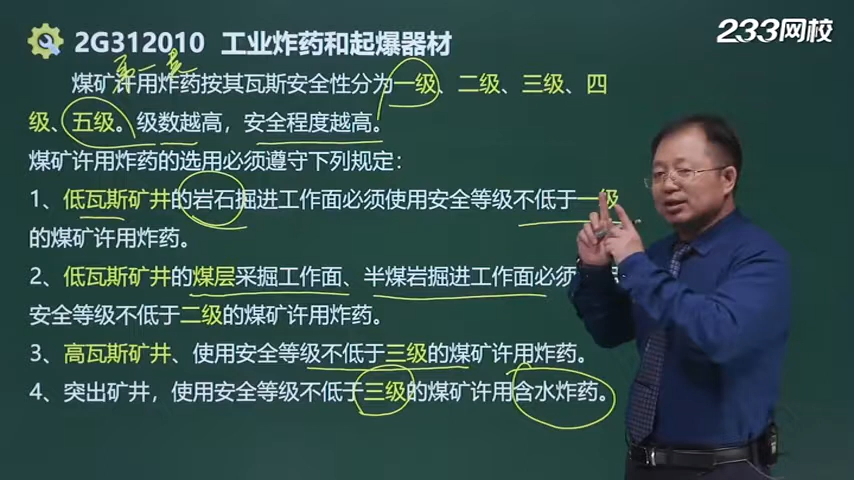 2G312010 工业炸药和起爆器材
233网校
第一类
煤矿许用炸药按其瓦斯安全性分为一级、二级、三级、四
级、五级。级数越高，安全程度越高。
煤矿许用炸药的选用必须遵守下列规定：
1、低瓦斯矿井的岩石掘进工作面必须使用安全等级不低于一级
的煤矿许用炸药。
2、低瓦斯矿井的煤层采掘工作面、半煤岩掘进工作面必须
安全等级不低于二级的煤矿许用炸药。
3、高瓦斯矿井、使用安全等级不低于三级的煤矿许用炸药。
4、突出矿井，使用安全等级不低于三级的煤矿许用含水炸药。